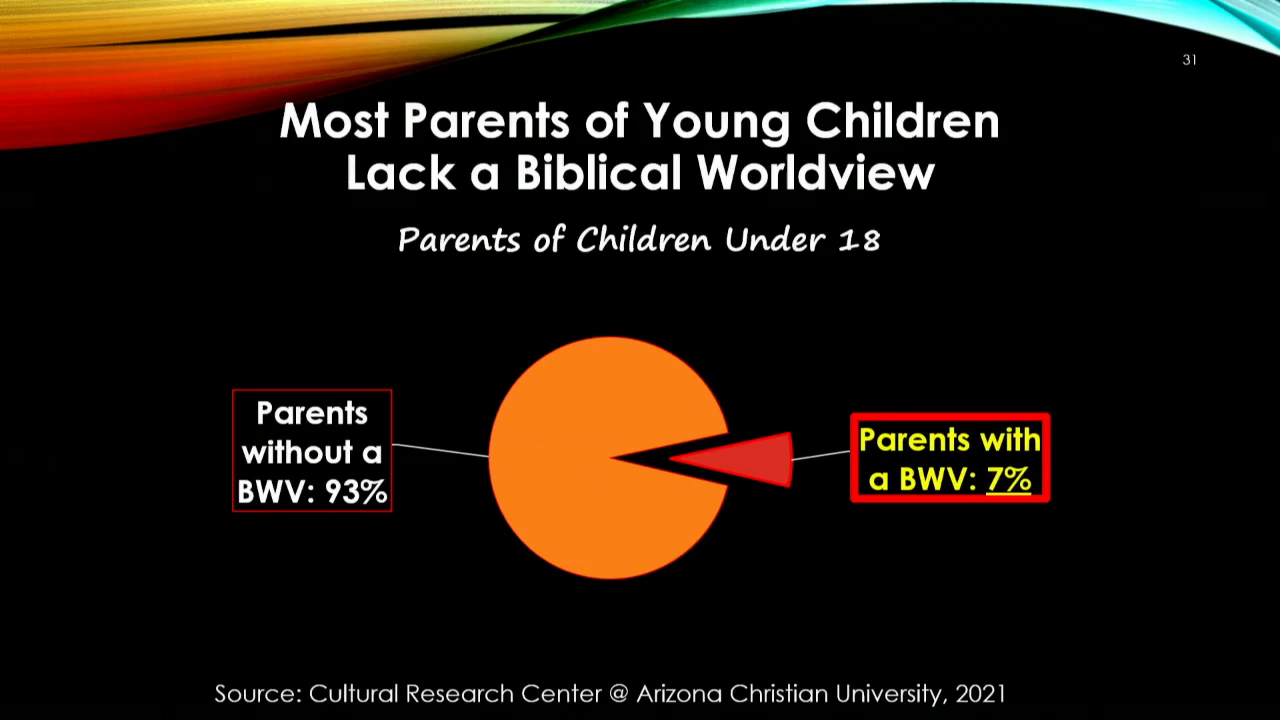 31
Most Parents of Young Children
Lack a Biblical Worldview
Parents of Children Under 18
Parents
without a
BWV: 93%
Parents with
a BWV: 7%
Source: Cultural Research Center @ Arizona Christian University, 2021